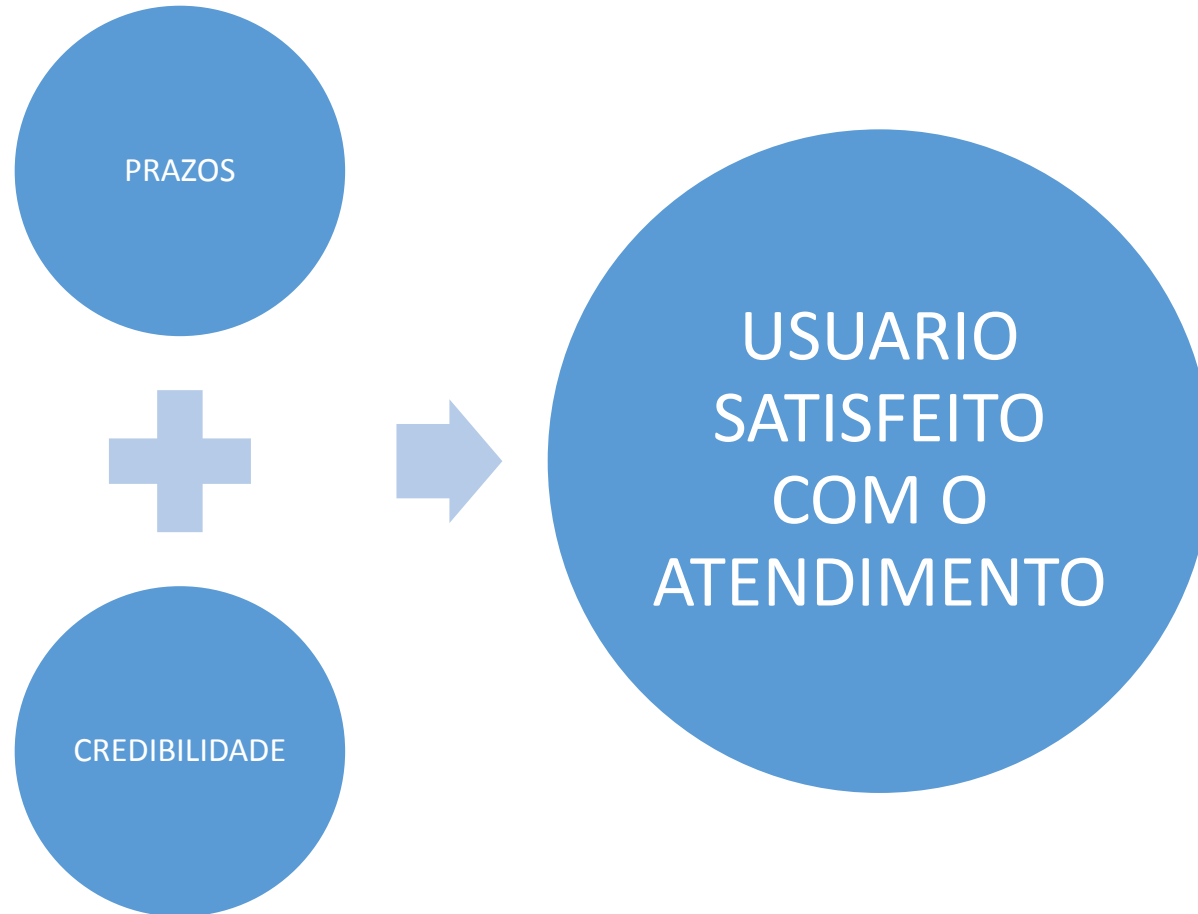 PRAZOS
CREDIBILIDADE
USUARIO
SATISFEITO
COM O
ATENDIMENTO